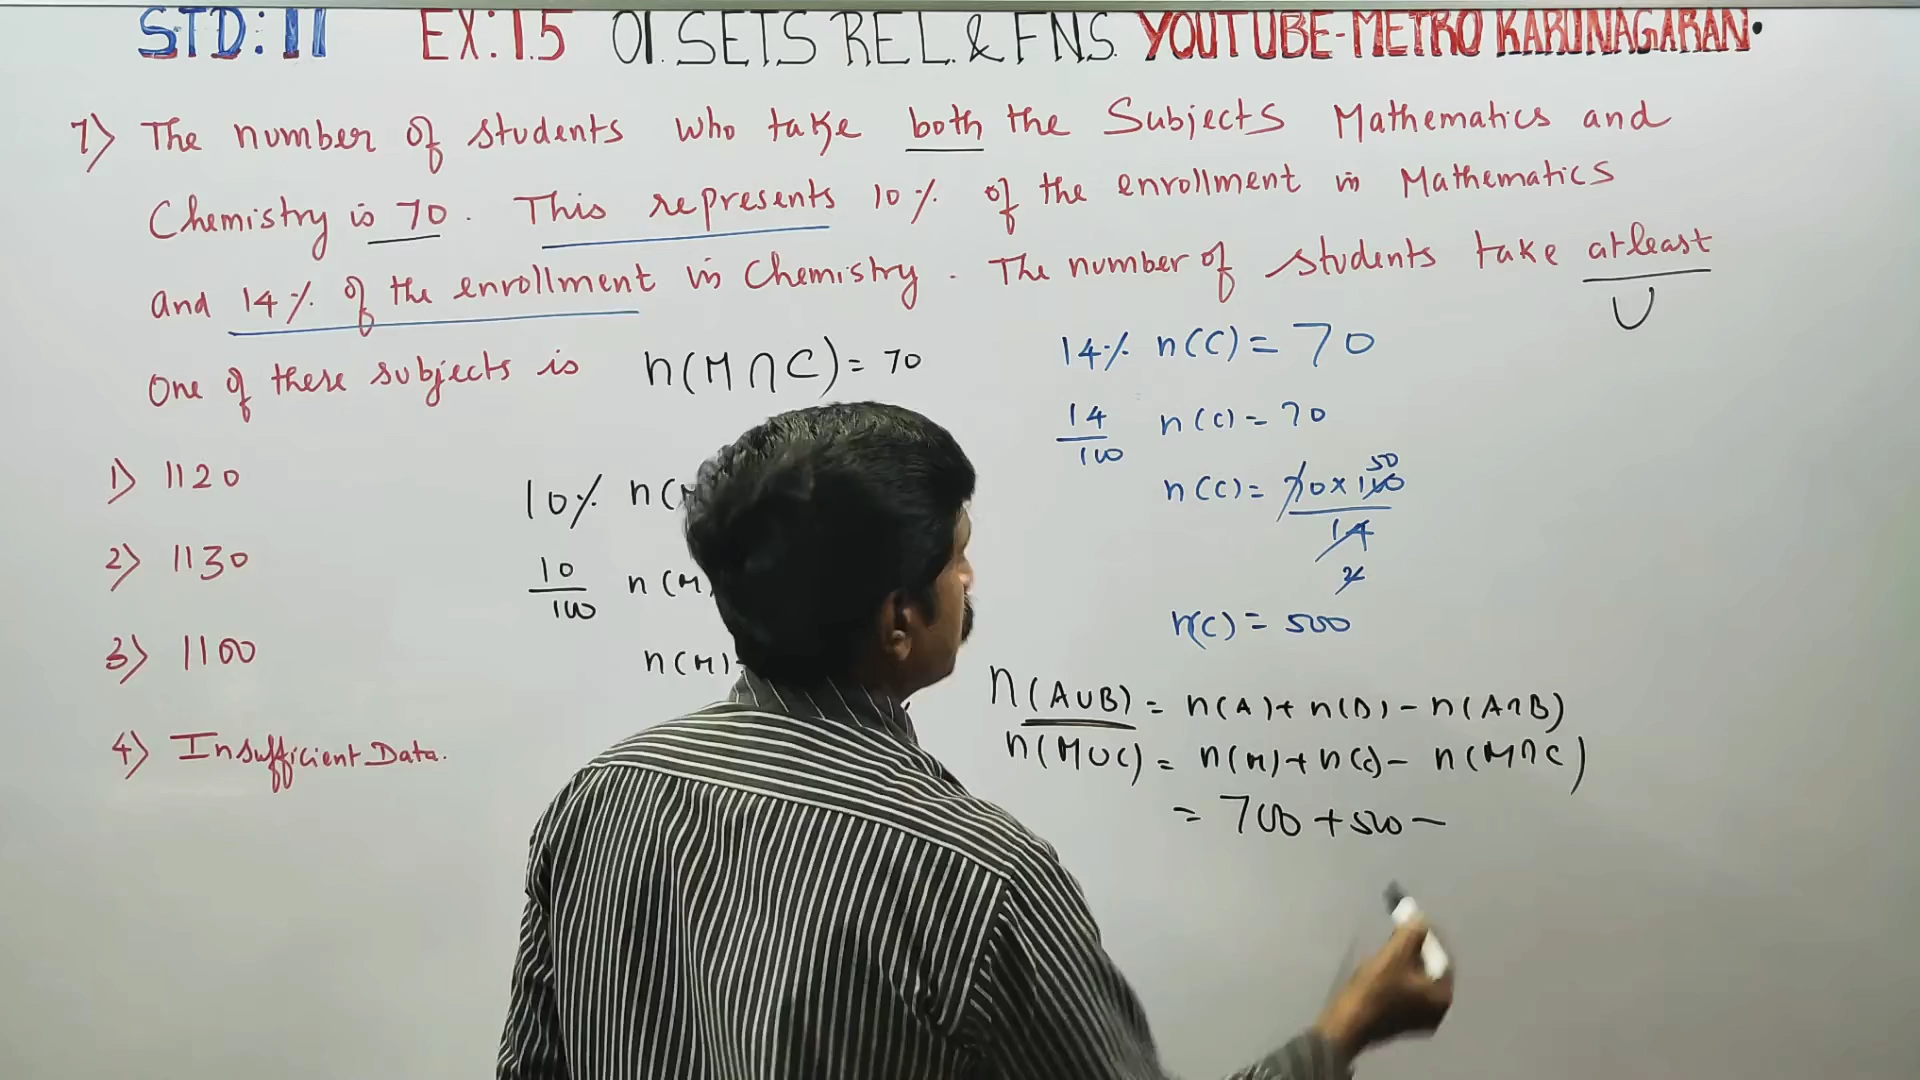 STD: 11 EX: 1.5 01. SETS REL. & FNS. YOUTUBE-METRO KARUNAGARAN.
7) The number of students who take both the Subjects Mathematics and
Chemistry is 70. This represents 10% of the enrollment in Mathematics
and 14% of the enrollment in Chemistry. The number of students take atleast
U
One of these subjects is
n(M∩C) = 70
1) 1120
2) 1130
3) 1100
4) Insufficient Data.
10% n(
10/100 n(M)
n(M)
14% n(C) = 70
14/100 n(C) = 70
50
n(C) = 70 x 100
14
2
n(C) = 500
n(A∪B) = n(A) + n(B) - n(A∩B)
n(M∪C) = n(M) + n(C) - n(M∩C)
= 700 + 500 -